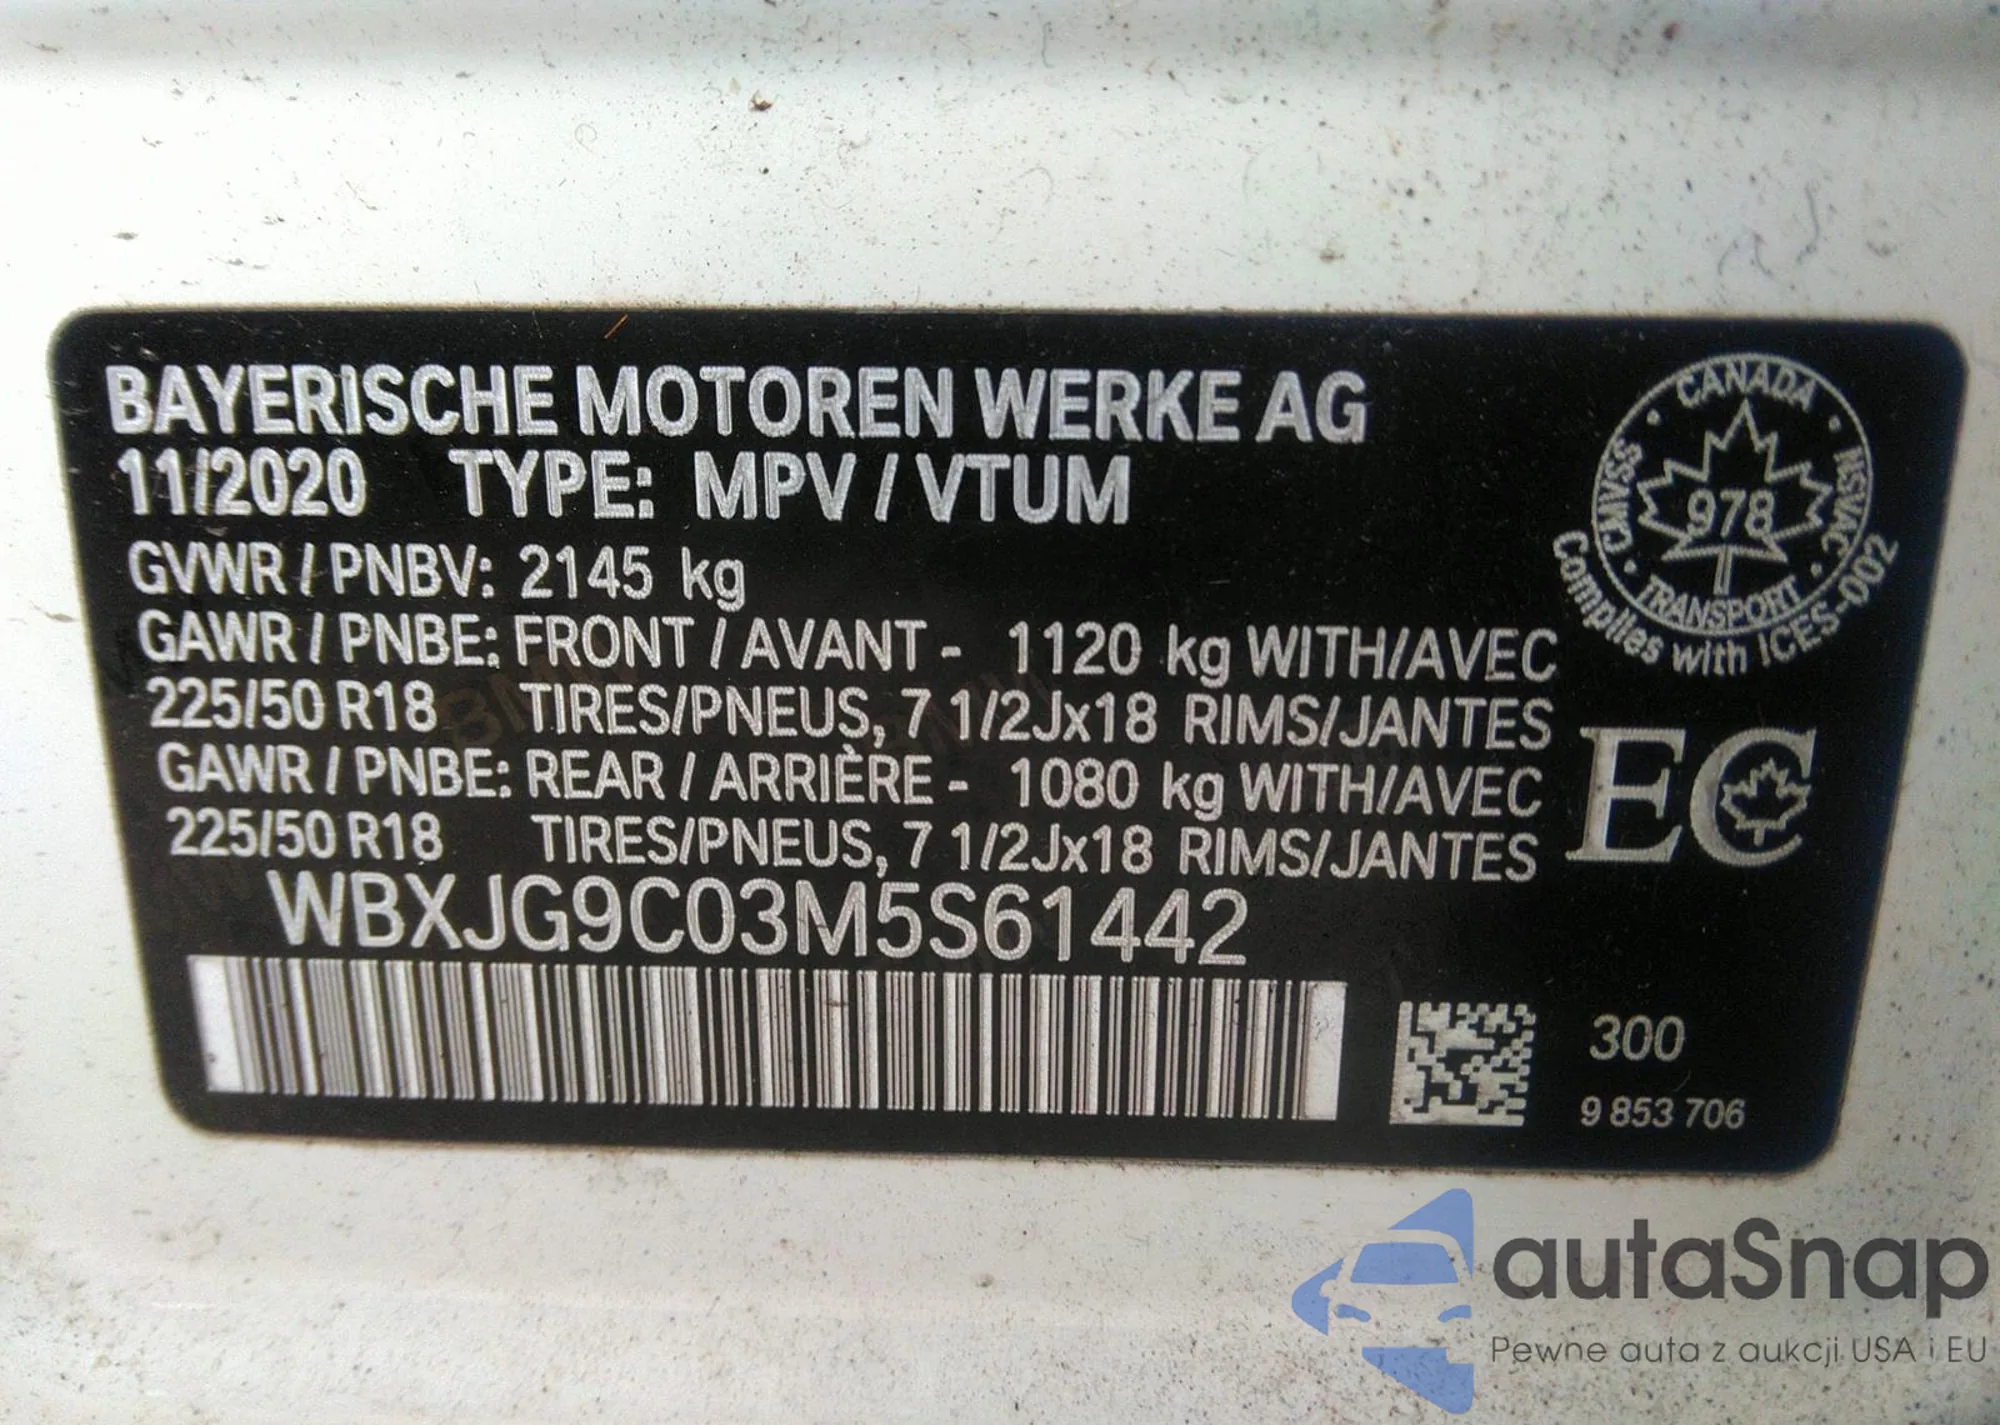 BAYERISCHE MOTOREN WERKE AG
11/2020 TYPE: MPV / VTUM
GVWR / PNBV: 2145 kg
GAWR / PNBE: FRONT / AVANT - 1120 kg WITH/AVEC
225/50 R18 TIRES/PNEUS, 7 1/2Jx18 RIMS/JANTES
GAWR / PNBE: REAR / ARRIÈRE - 1080 kg WITH/AVEC
225/50 R18 TIRES/PNEUS, 7 1/2Jx18 RIMS/JANTES
WBXJG9C03M5S61442
CANADA
CMVSS
NSVAC
978
TRANSPORT
Complies with ICES-002
EC
300
9 853 706
autaSnap
Pewne auta z aukcji USA i EU